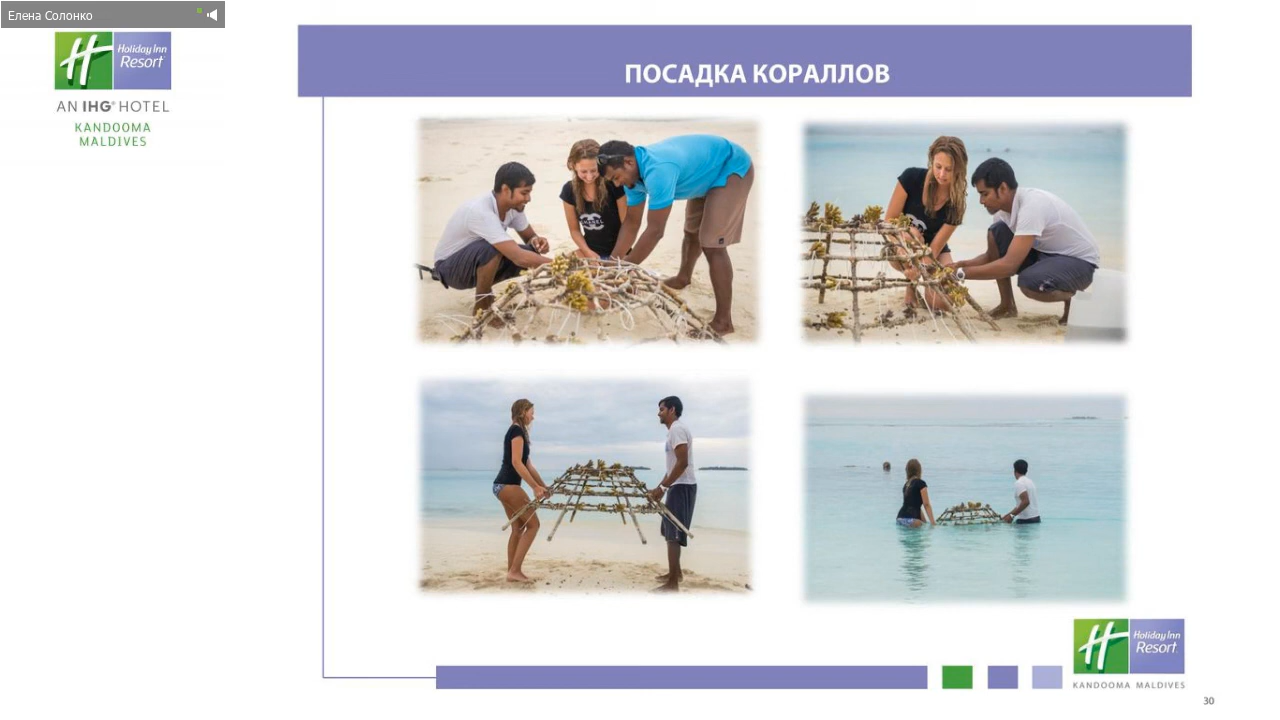 Елена Солонко
Holiday Inn
Resort
AN IHG® HOTEL
KANDOOMA
MALDIVES
ПОСАДКА КОРАЛЛОВ
Holiday Inn
Resort
KANDOOMA MALDIVES
30